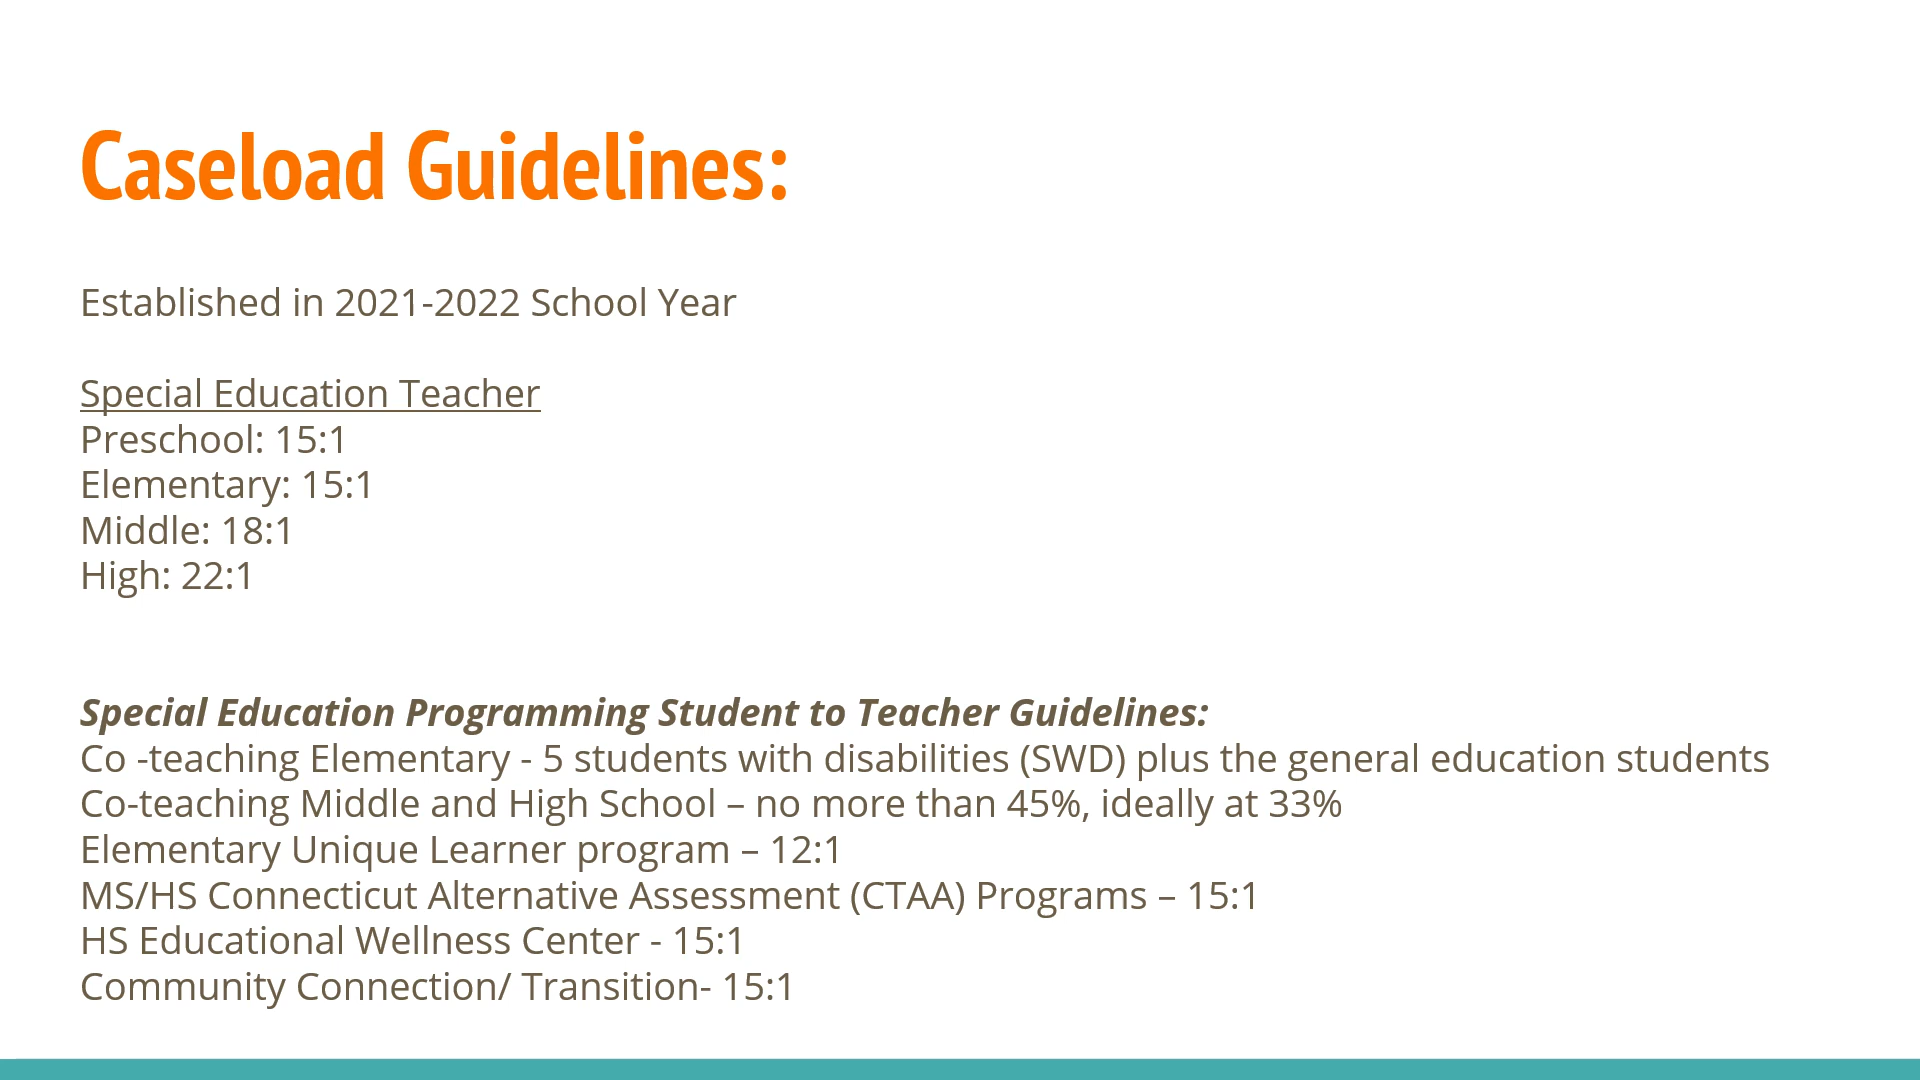 Caseload Guidelines:
Established in 2021-2022 School Year
Special Education Teacher
Preschool: 15:1
Elementary: 15:1
Middle: 18:1
High: 22:1
Special Education Programming Student to Teacher Guidelines:
Co -teaching Elementary - 5 students with disabilities (SWD) plus the general education students
Co-teaching Middle and High School – no more than 45%, ideally at 33%
Elementary Unique Learner program – 12:1
MS/HS Connecticut Alternative Assessment (CTAA) Programs – 15:1
HS Educational Wellness Center - 15:1
Community Connection/ Transition- 15:1